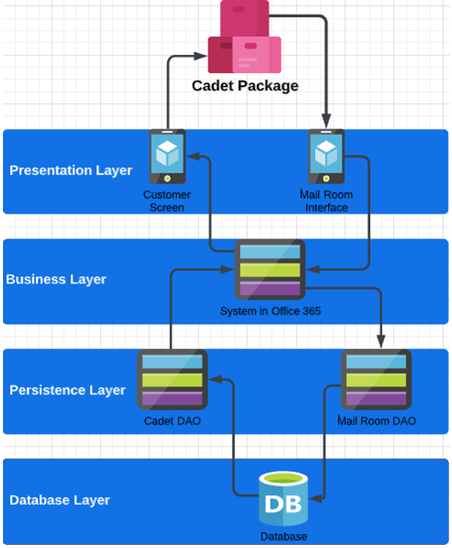 Cadet Package
Presentation Layer
Customer
Screen
Mail Room
Interface
Business Layer
System in Office 365
Persistence Layer
Cadet DAO
Mail Room DAO
Database Layer
DB
Database